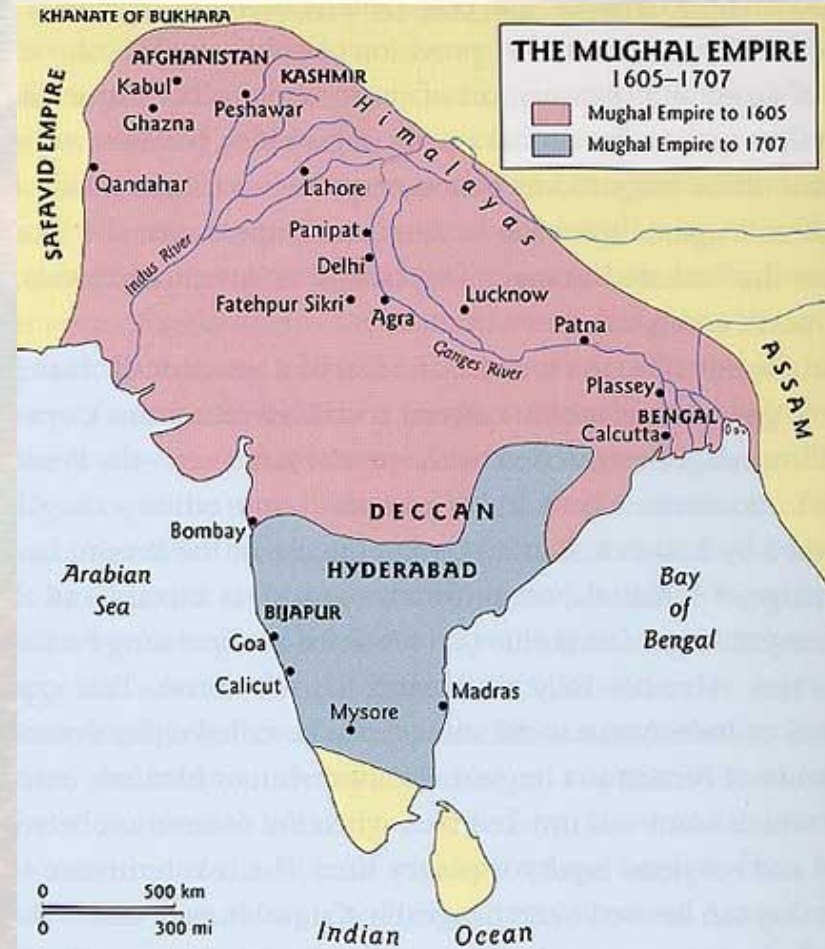 KHANATE OF BUKHARA
THE MUGHAL EMPIRE
1605–1707
Mughal Empire to 1605
Mughal Empire to 1707
AFGHANISTAN
KASHMIR
Kabul
Ghazna
Peshawar
Himalayas
SAFAVID EMPIRE
Qandahar
Lahore
Indus River
Panipat
Delhi
Fatehpur Sikri
Agra
Lucknow
Ganges River
Patna
ASSAM
Plassey
BENGAL
Calcutta
DECCAN
Bombay
HYDERABAD
Arabian
Sea
Bay
of
Bengal
BIJAPUR
Goa
Calicut
Mysore
Madras
0 500 km
0 300 mi
Indian Ocean